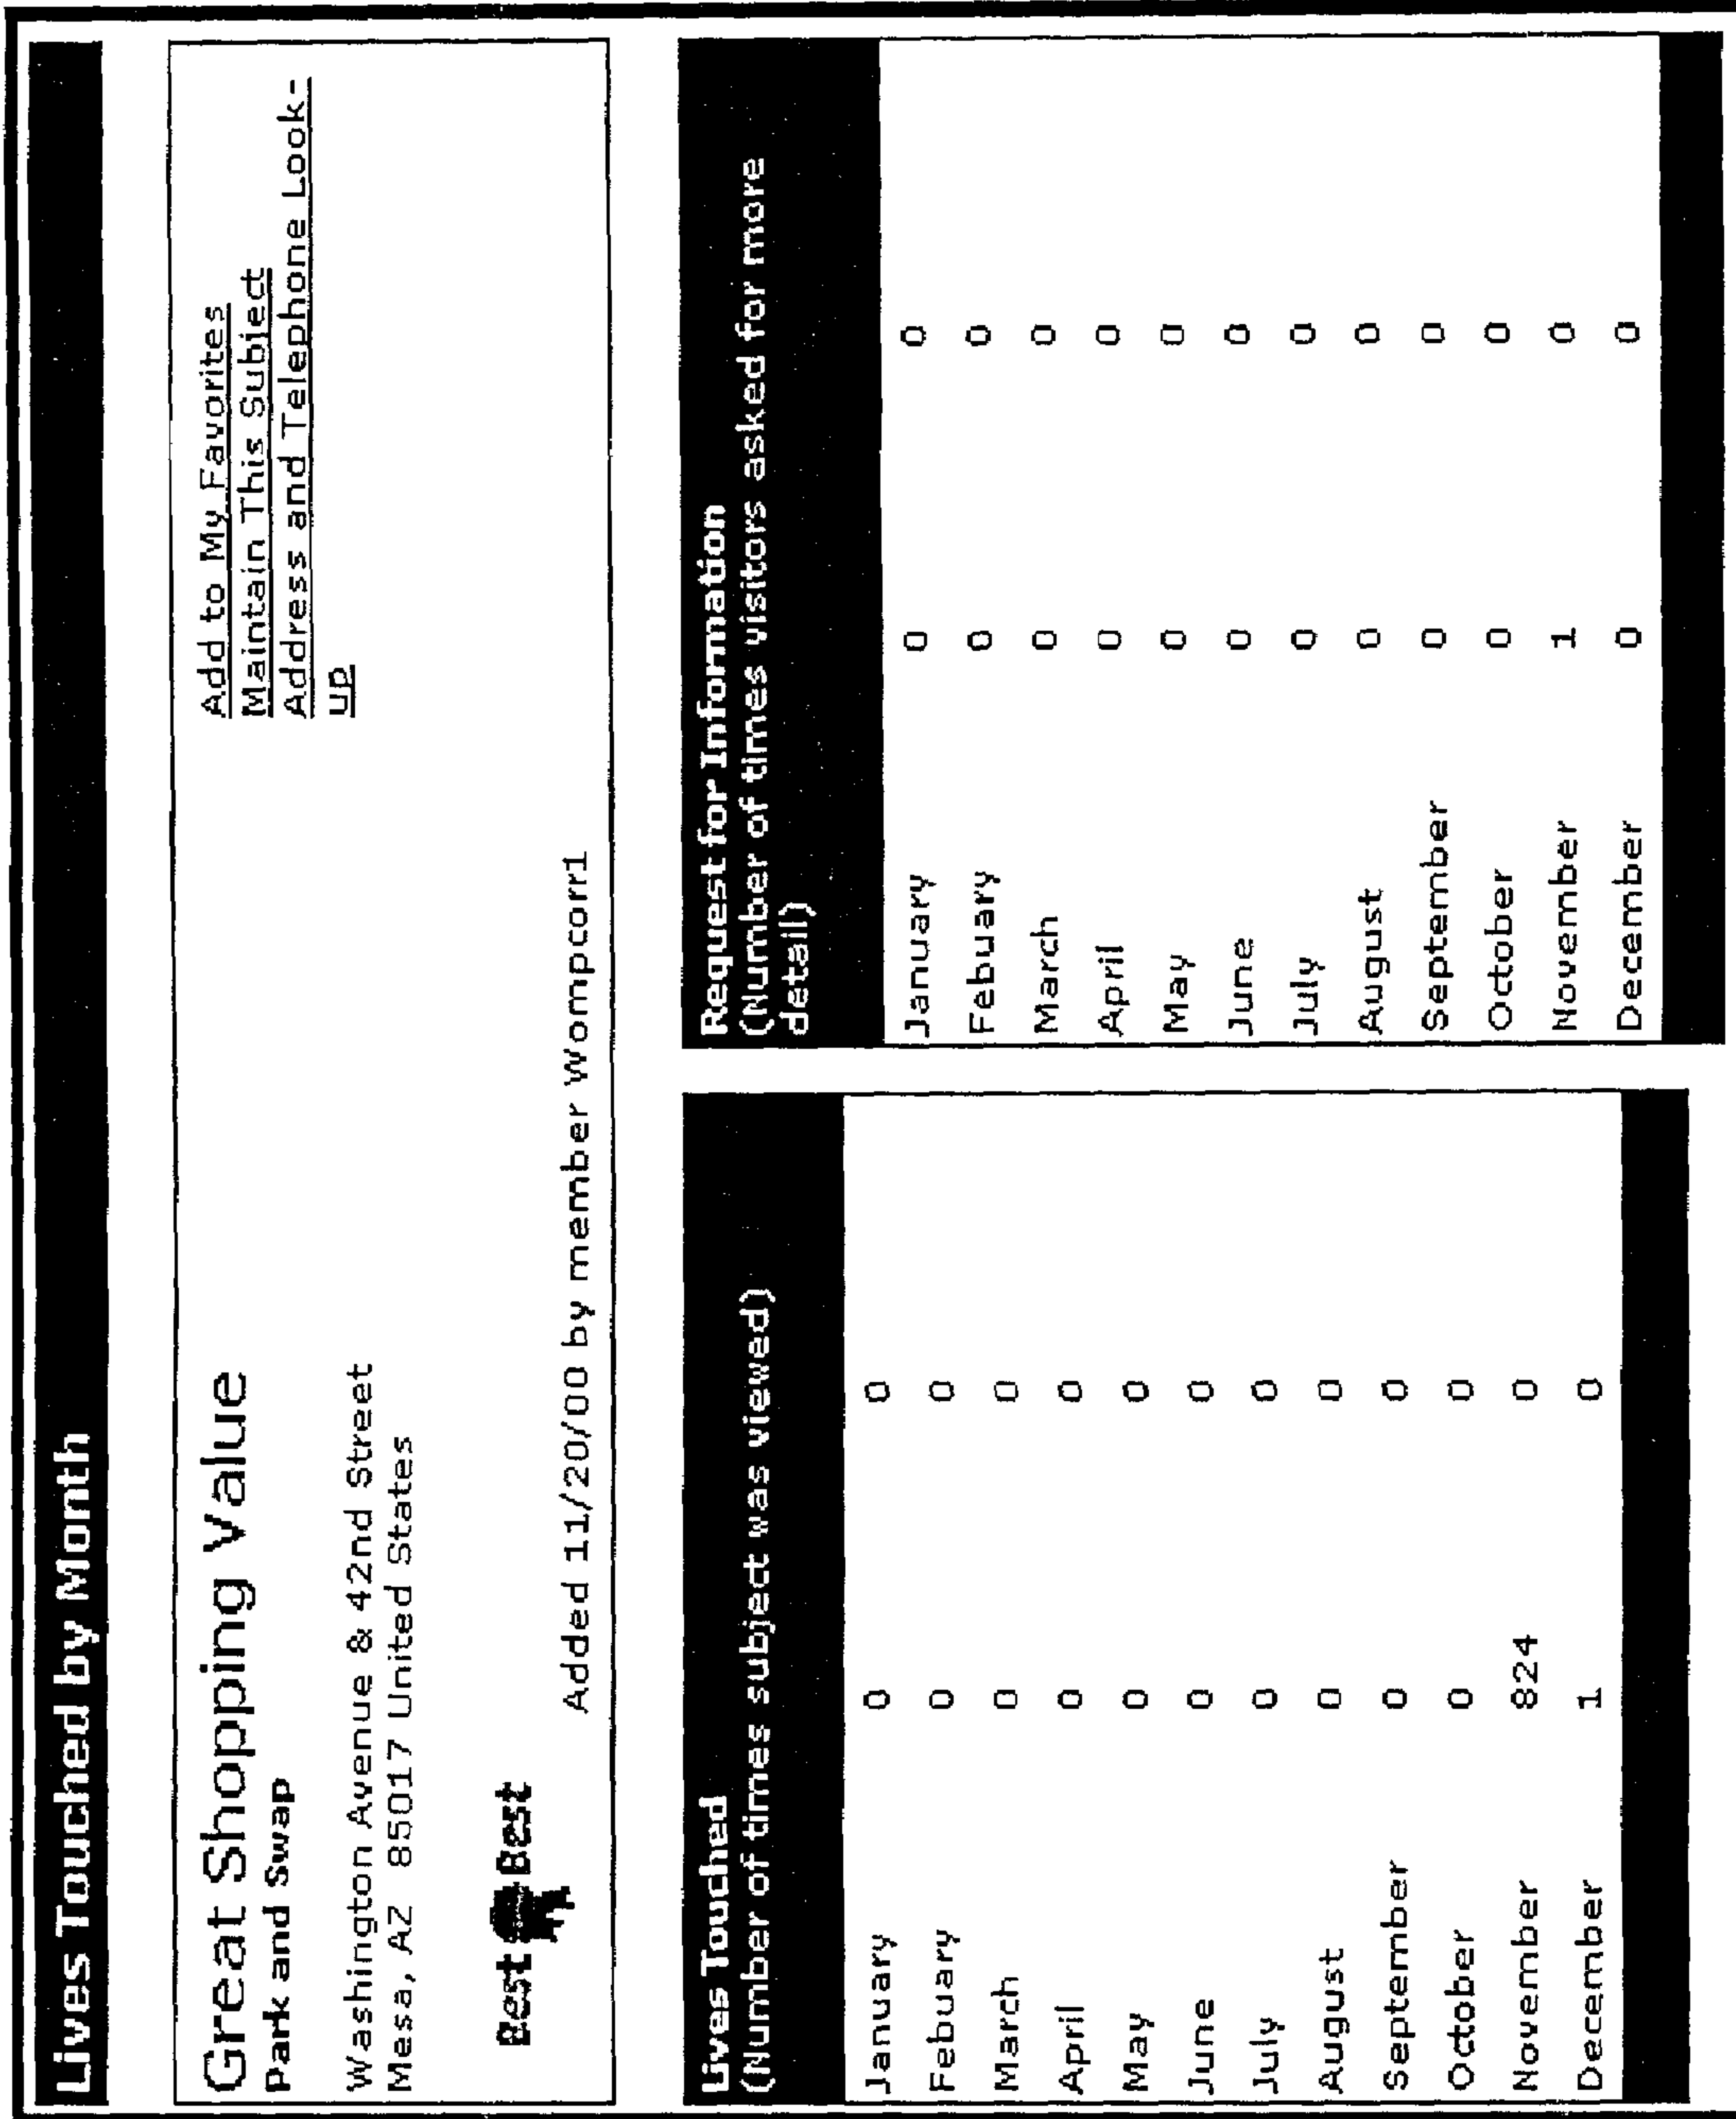 Lives Touched by Month
Great Shopping Value
Park and Swap
Washington Avenue & 42nd Street
Mesa, AZ 85017 United States
Add to My Favorites
Maintain This Subject
Address and Telephone Look-
up
Best Best
Added 11/20/00 by member Wompcorr1
Lives Touched
(Number of times subject was viewed)
January 0 0
Febuary 0 0
March 0 0
April 0 0
May 0 0
June 0 0
July 0 0
August 0 0
September 0 0
October 0 0
November 824 0
December 1 0
Request for Information
(Number of times visitors asked for more
detail)
January 0 0
Febuary 0 0
March 0 0
April 0 0
May 0 0
June 0 0
July 0 0
August 0 0
September 0 0
October 0 0
November 1 0
December 0 0